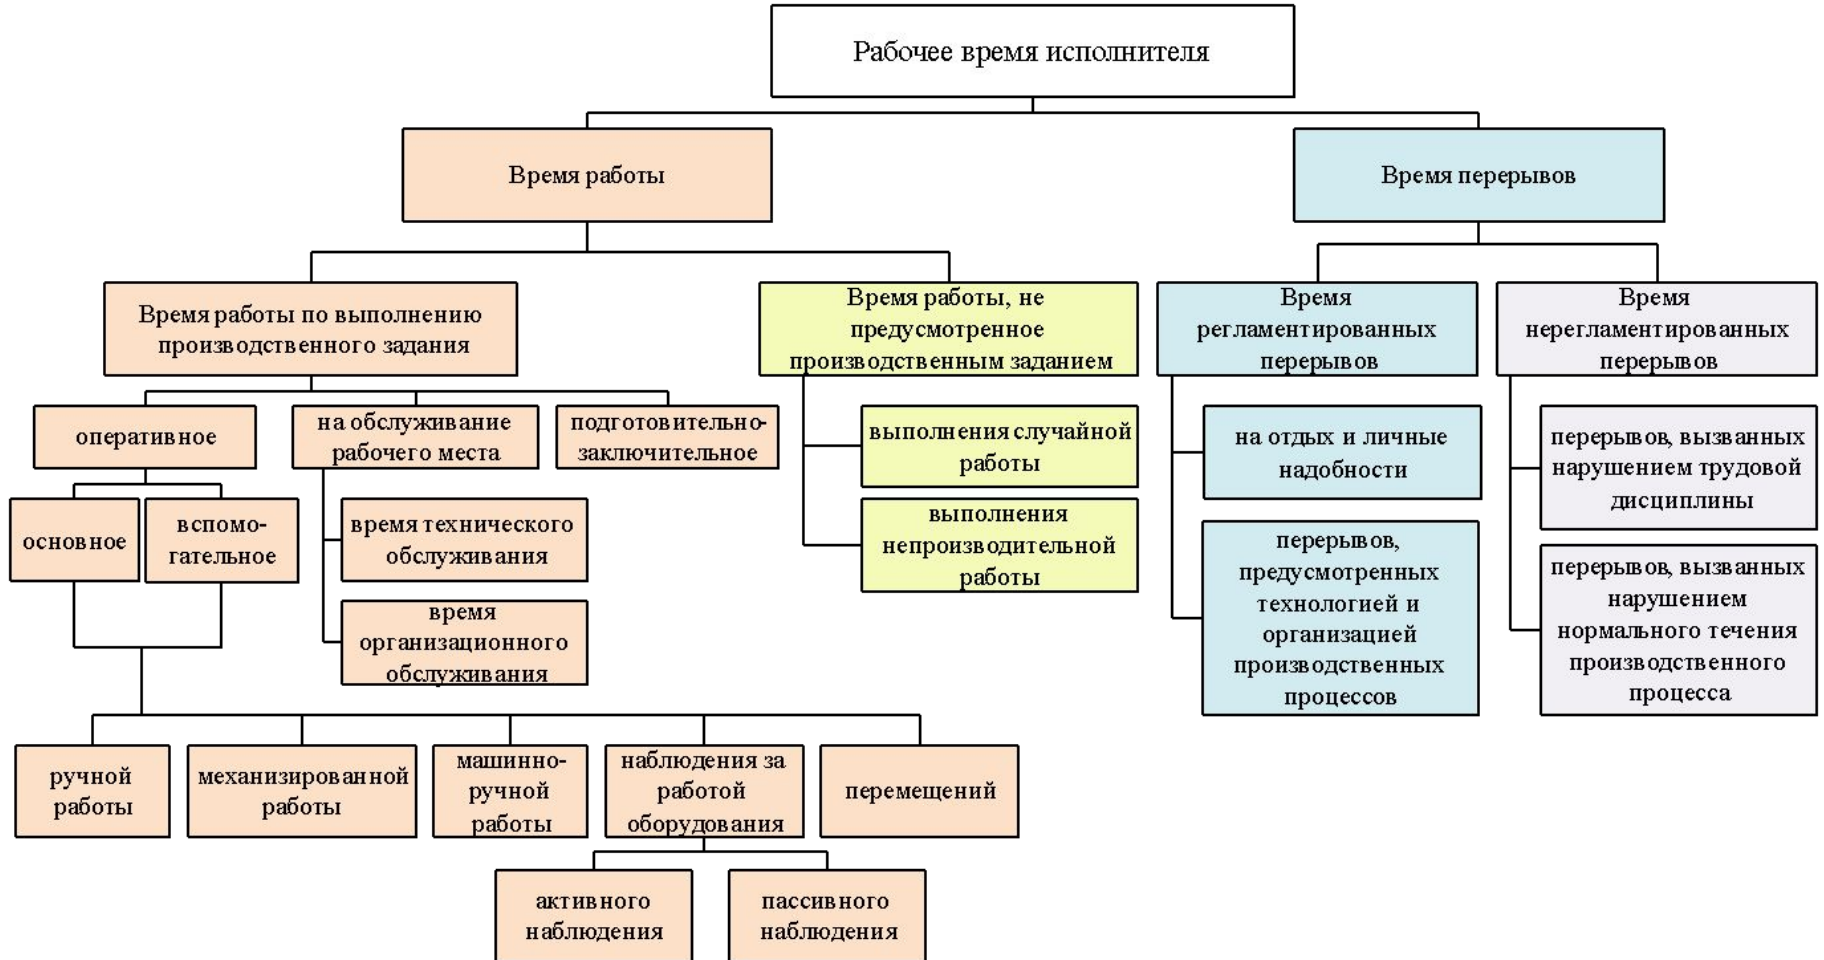 Рабочее время исполнителя
Время работы
Время перерывов
Время работы по выполнению
производственного задания
Время работы, не
предусмотренное
производственным заданием
Время
регламентированных
перерывов
Время
нерегламентированных
перерывов
оперативное
на обслуживание
рабочего места
подготовительно-
заключительное
выполнения случайной
работы
на отдых и личные
надобности
перерывов, вызванных
нарушением трудовой
дисциплины
основное
вспомо-
гательное
время технического
обслуживания
выполнения
непроизводительной
работы
перерывов,
предусмотренных
технологией и
организацией
производственных
процессов
перерывов, вызванных
нарушением
нормального течения
производственного
процесса
время
организационного
обслуживания
ручной
работы
механизированной
работы
машинно-
ручной
работы
наблюдения за
работой
оборудования
перемещений
активного
наблюдения
пассивного
наблюдения